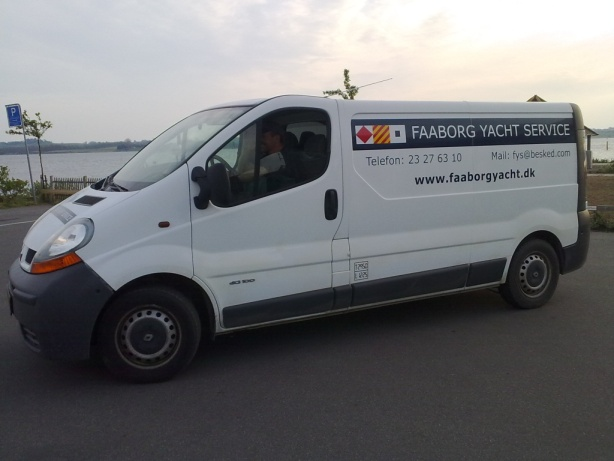 P
FAABORG YACHT SERVICE
Telefon: 23 27 63 10
Mail: fys@besked.com
www.faaborgyacht.dk